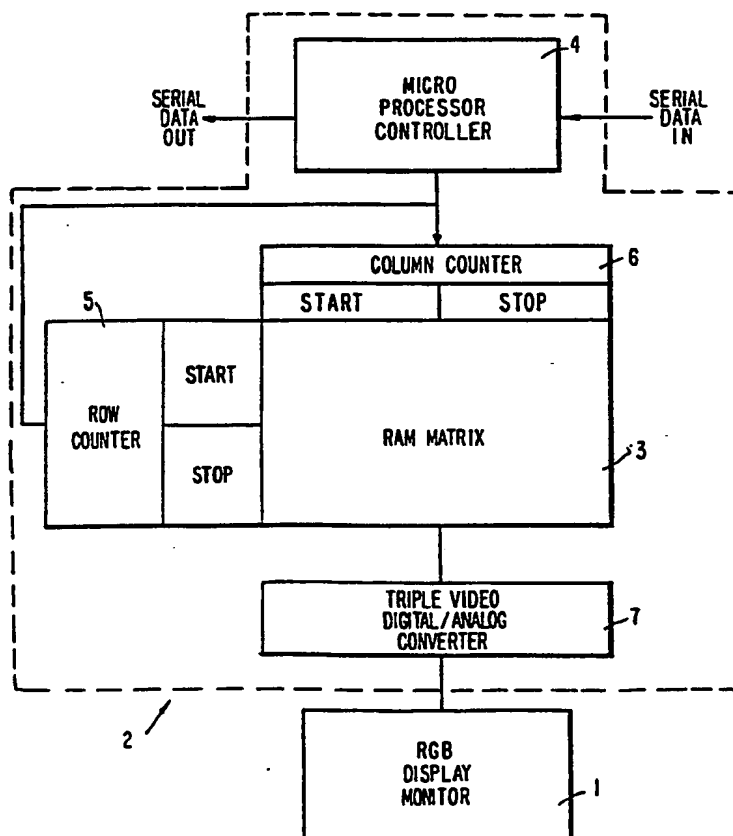 4
MICRO
PROCESSOR
CONTROLLER
SERIAL
DATA
OUT
SERIAL
DATA
IN
COLUMN COUNTER
6
START
STOP
5
ROW
COUNTER
START
STOP
RAM MATRIX
3
TRIPLE VIDEO
DIGITAL/ANALOG
CONVERTER
7
2
RGB
DISPLAY
MONITOR
1